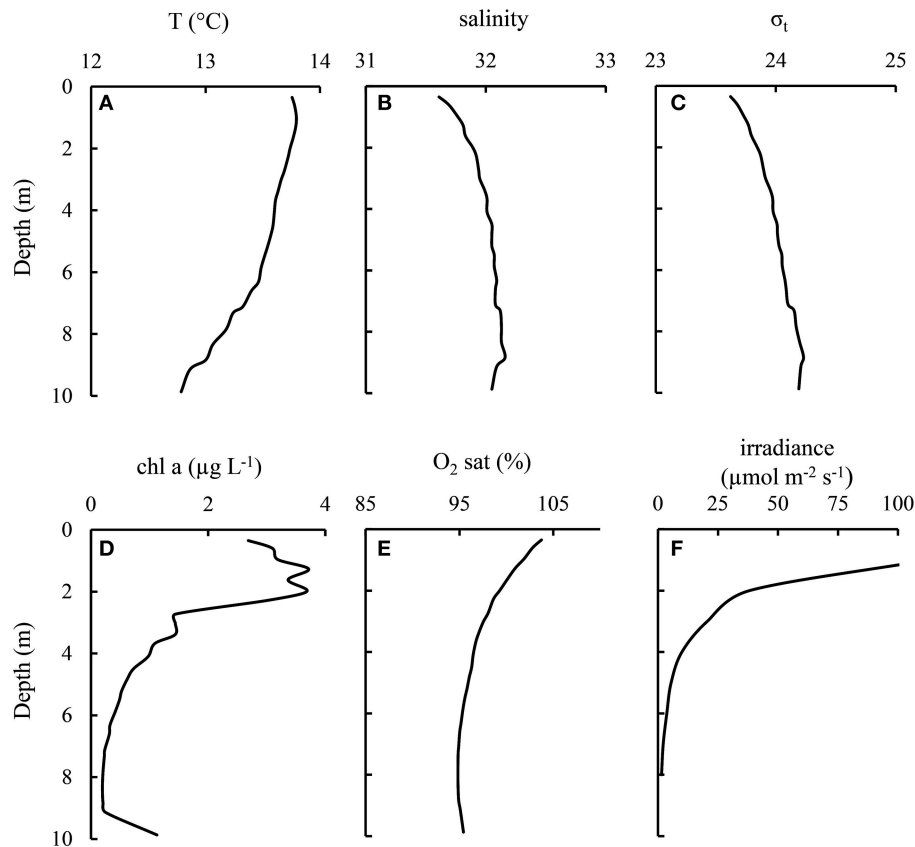 T (°C) salinity σt
12 13 14 31 32 33 23 24 25
0
A B C
2
4
Depth (m)
6
8
10
irradiance
chl a (µg L-1) O2 sat (%) (µmol m-2 s-1)
0 2 4 85 95 105 0 25 50 75 100
0
D E F
2
4
Depth (m)
6
8
10